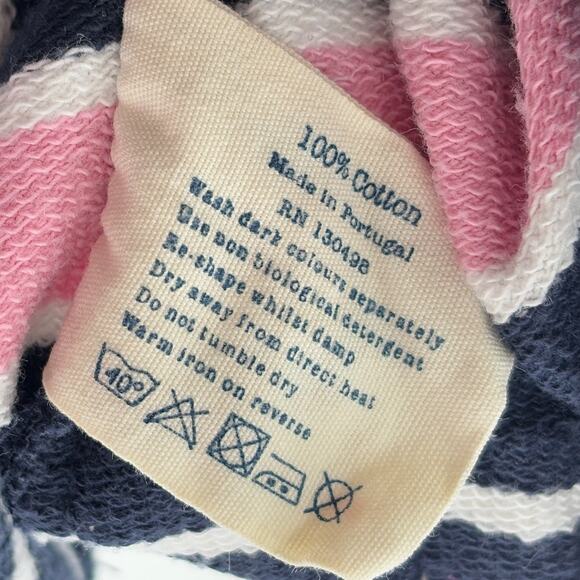 100% Cotton
Made in Portugal
RN 130498
Wash dark colours separately
Use non biological detergent
Re-shape whilst damp
Dry away from direct heat
Do not tumble dry
Warm iron on reverse
40°